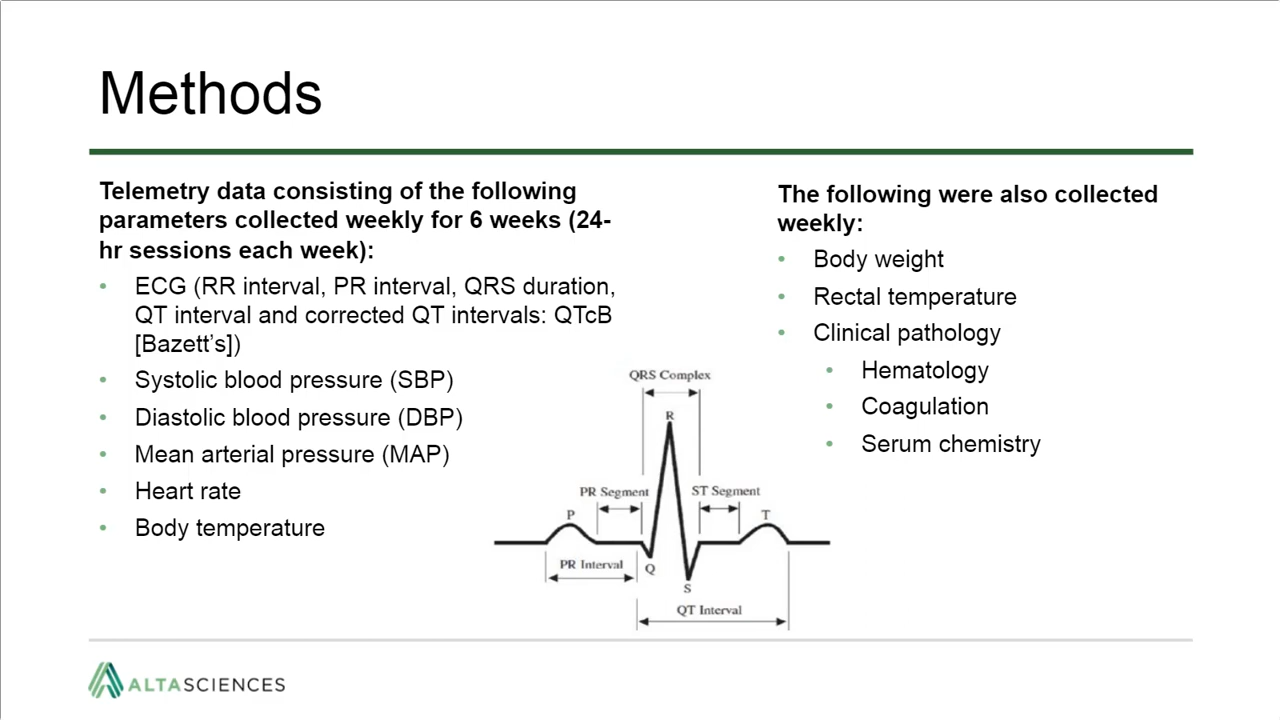 Methods
Telemetry data consisting of the following
parameters collected weekly for 6 weeks (24-
hr sessions each week):
• ECG (RR interval, PR interval, QRS duration,
QT interval and corrected QT intervals: QTcB
[Bazett’s])
• Systolic blood pressure (SBP)
• Diastolic blood pressure (DBP)
• Mean arterial pressure (MAP)
• Heart rate
• Body temperature
The following were also collected
weekly:
• Body weight
• Rectal temperature
• Clinical pathology
• Hematology
• Coagulation
• Serum chemistry
QRS Complex
R
PR Segment
ST Segment
P
T
PR Interval
Q
S
QT Interval
ALTASCIENCES